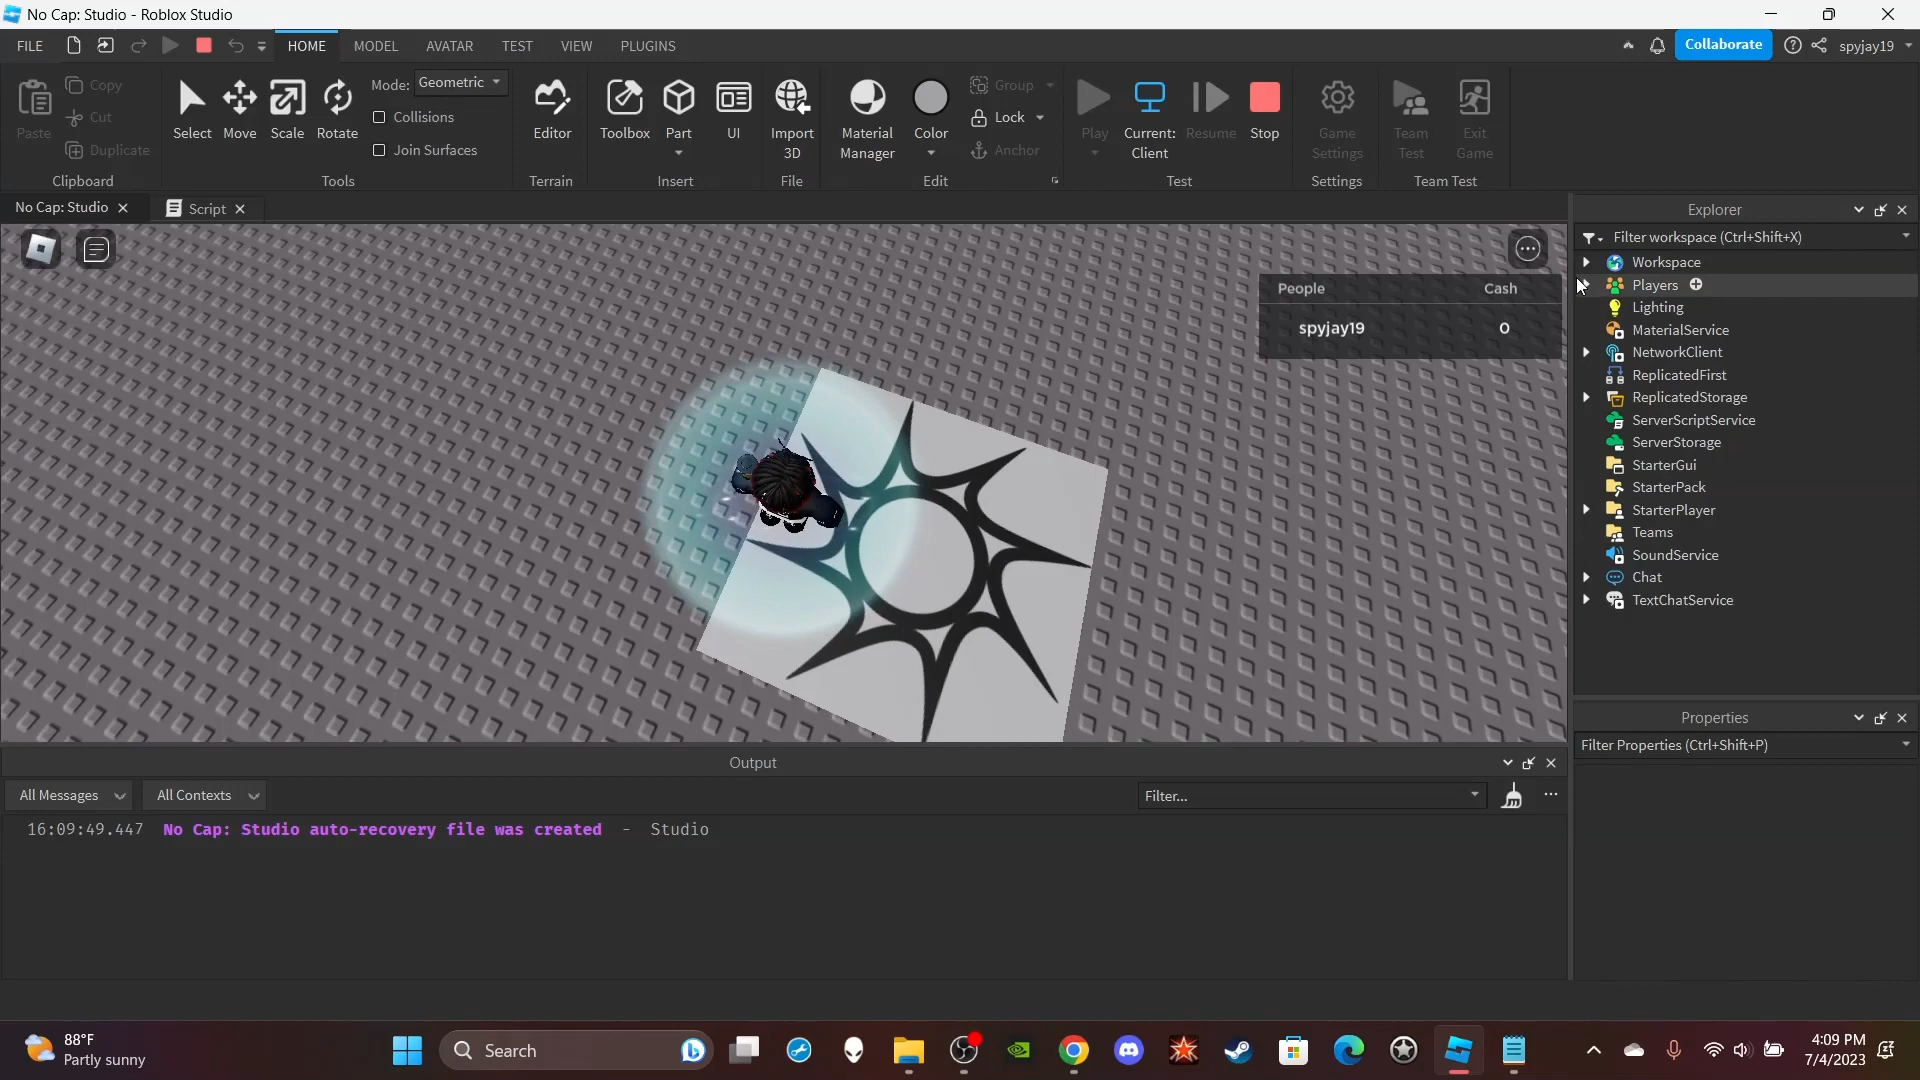 No Cap: Studio - Roblox Studio
FILE HOME MODEL AVATAR TEST VIEW PLUGINS Collaborate spyjay19
Paste Copy Cut Duplicate Clipboard
Select Move Scale Rotate Mode: Geometric Collisions Join Surfaces Tools
Editor Terrain
Toolbox Part UI Insert
Import 3D File
Material Manager Color Group Lock Anchor Edit
Play Current: Client Resume Stop Test
Game Settings Settings
Team Test Exit Game Team Test
No Cap: Studio Script
People Cash
spyjay19 0
Explorer
Filter workspace (Ctrl+Shift+X)
Workspace
Players
Lighting
MaterialService
NetworkClient
ReplicatedFirst
ReplicatedStorage
ServerScriptService
ServerStorage
StarterGui
StarterPack
StarterPlayer
Teams
SoundService
Chat
TextChatService
Properties
Filter Properties (Ctrl+Shift+P)
Output
All Messages All Contexts Filter...
16:09:49.447 No Cap: Studio auto-recovery file was created - Studio
88°F
Partly sunny
Search
4:09 PM
7/4/2023